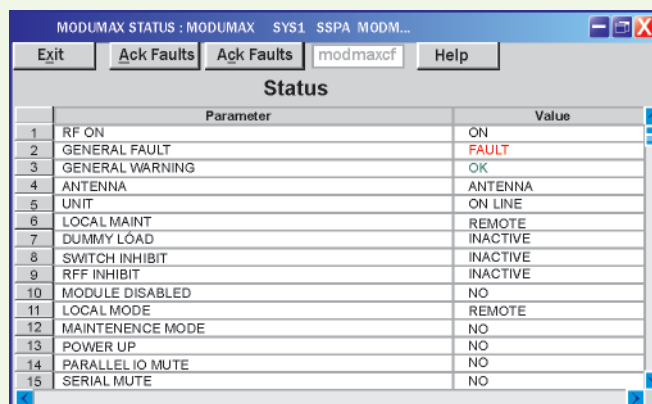 MODUMAX STATUS : MODUMAX SYS1 SSPA MODM...
Exit Ack Faults Ack Faults modmaxcf Help
Status
Parameter Value
1 RF ON ON
2 GENERAL FAULT FAULT
3 GENERAL WARNING OK
4 ANTENNA ANTENNA
5 UNIT ON LINE
6 LOCAL MAINT REMOTE
7 DUMMY LÓAD INACTIVE
8 SWITCH INHIBIT INACTIVE
9 RFF INHIBIT INACTIVE
10 MODULE DISABLED NO
11 LOCAL MODE REMOTE
12 MAINTENENCE MODE NO
13 POWER UP NO
14 PARALLEL IO MUTE NO
15 SERIAL MUTE NO